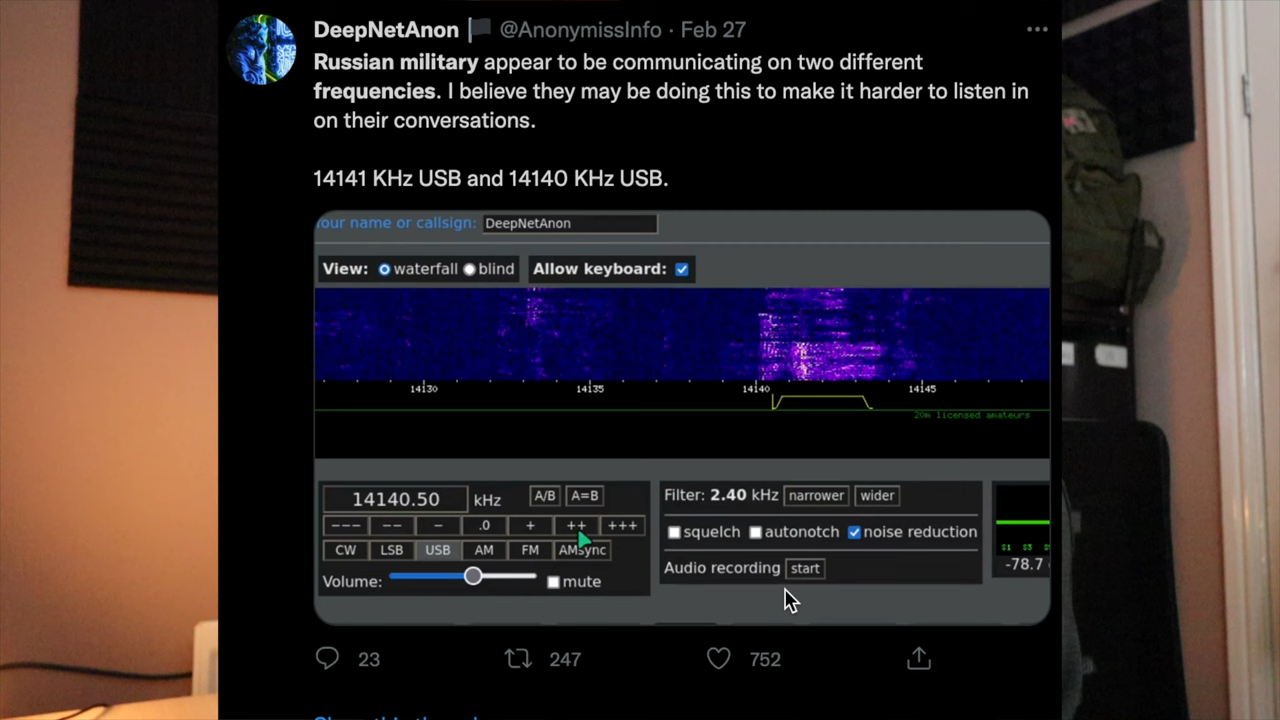 DeepNetAnon @AnonymissInfo · Feb 27
Russian military appear to be communicating on two different
frequencies. I believe they may be doing this to make it harder to listen in
on their conversations.
14141 KHz USB and 14140 KHz USB.
our name or callsign: DeepNetAnon
View: waterfall blind Allow keyboard:
14130 14135 14140 14145
20m licensed amateurs
14140.50 kHz A/B A=B
--- -- - .0 + ++ +++
CW LSB USB AM FM AMsync
Volume: mute
Filter: 2.40 kHz narrower wider
squelch autonotch noise reduction
Audio recording start
S1 S3
-78.7
23 247 752